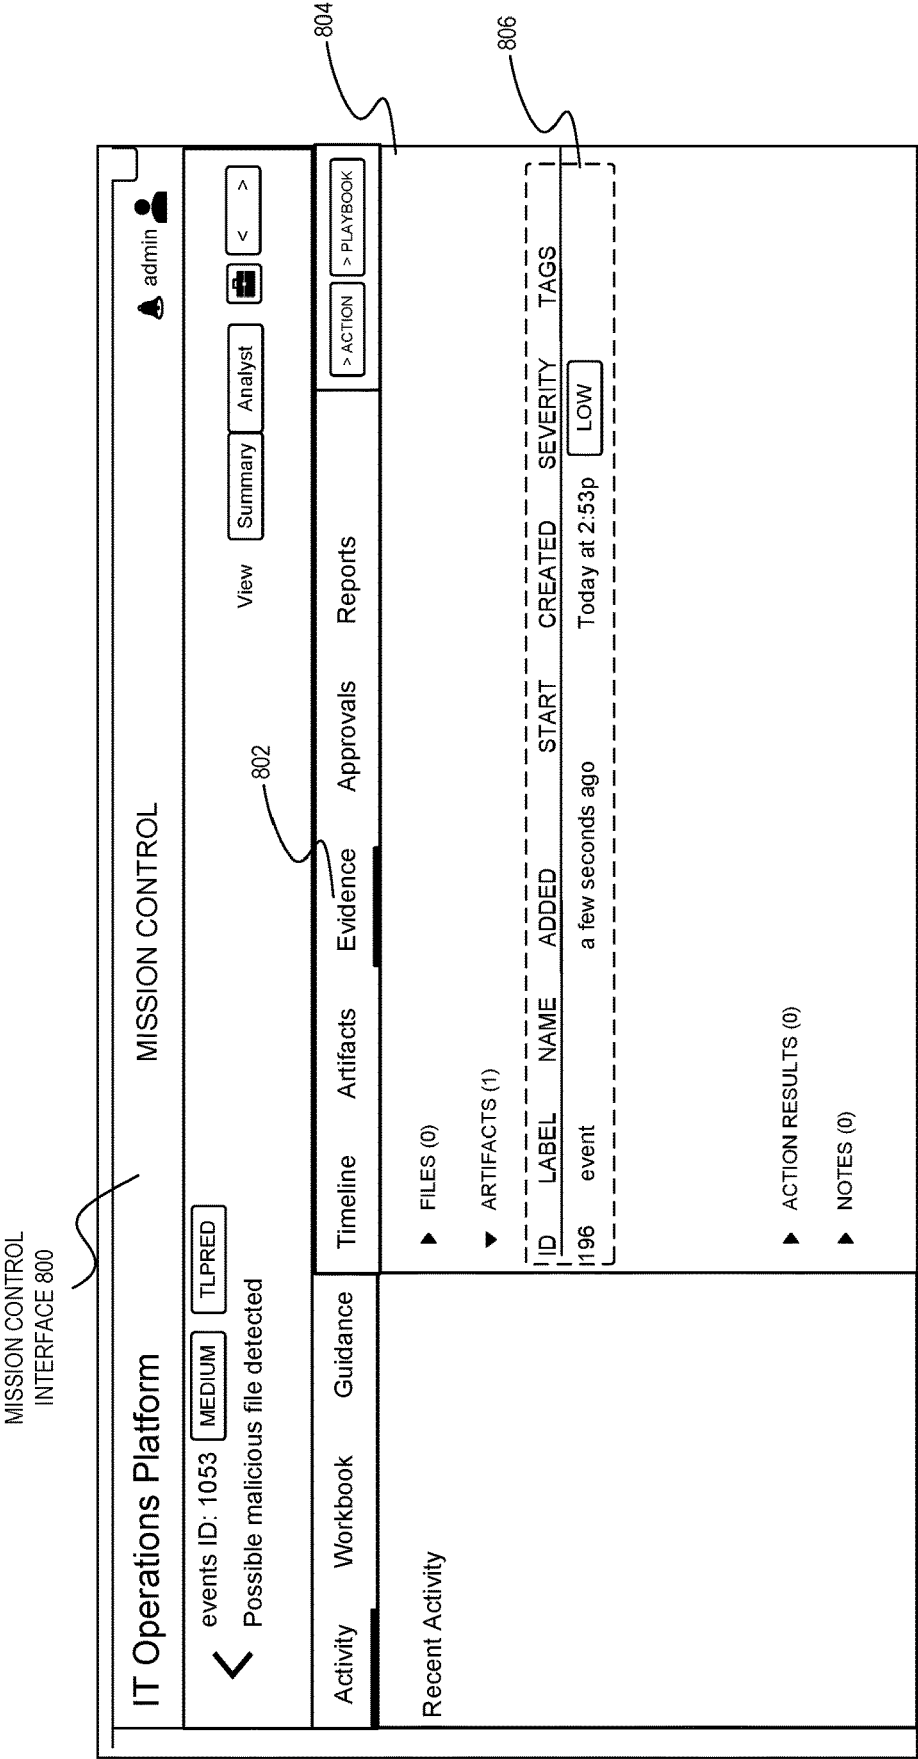 MISSION CONTROL
INTERFACE 800
IT Operations Platform
MISSION CONTROL
admin
events ID: 1053 MEDIUM TLPRED
Possible malicious file detected
View Summary Analyst < >
802
Activity Workbook Guidance
Timeline Artifacts Evidence Approvals Reports > ACTION > PLAYBOOK
804
Recent Activity
FILES (0)
ARTIFACTS (1)
806
ID LABEL NAME ADDED START CREATED SEVERITY TAGS
196 event a few seconds ago Today at 2:53p LOW
ACTION RESULTS (0)
NOTES (0)